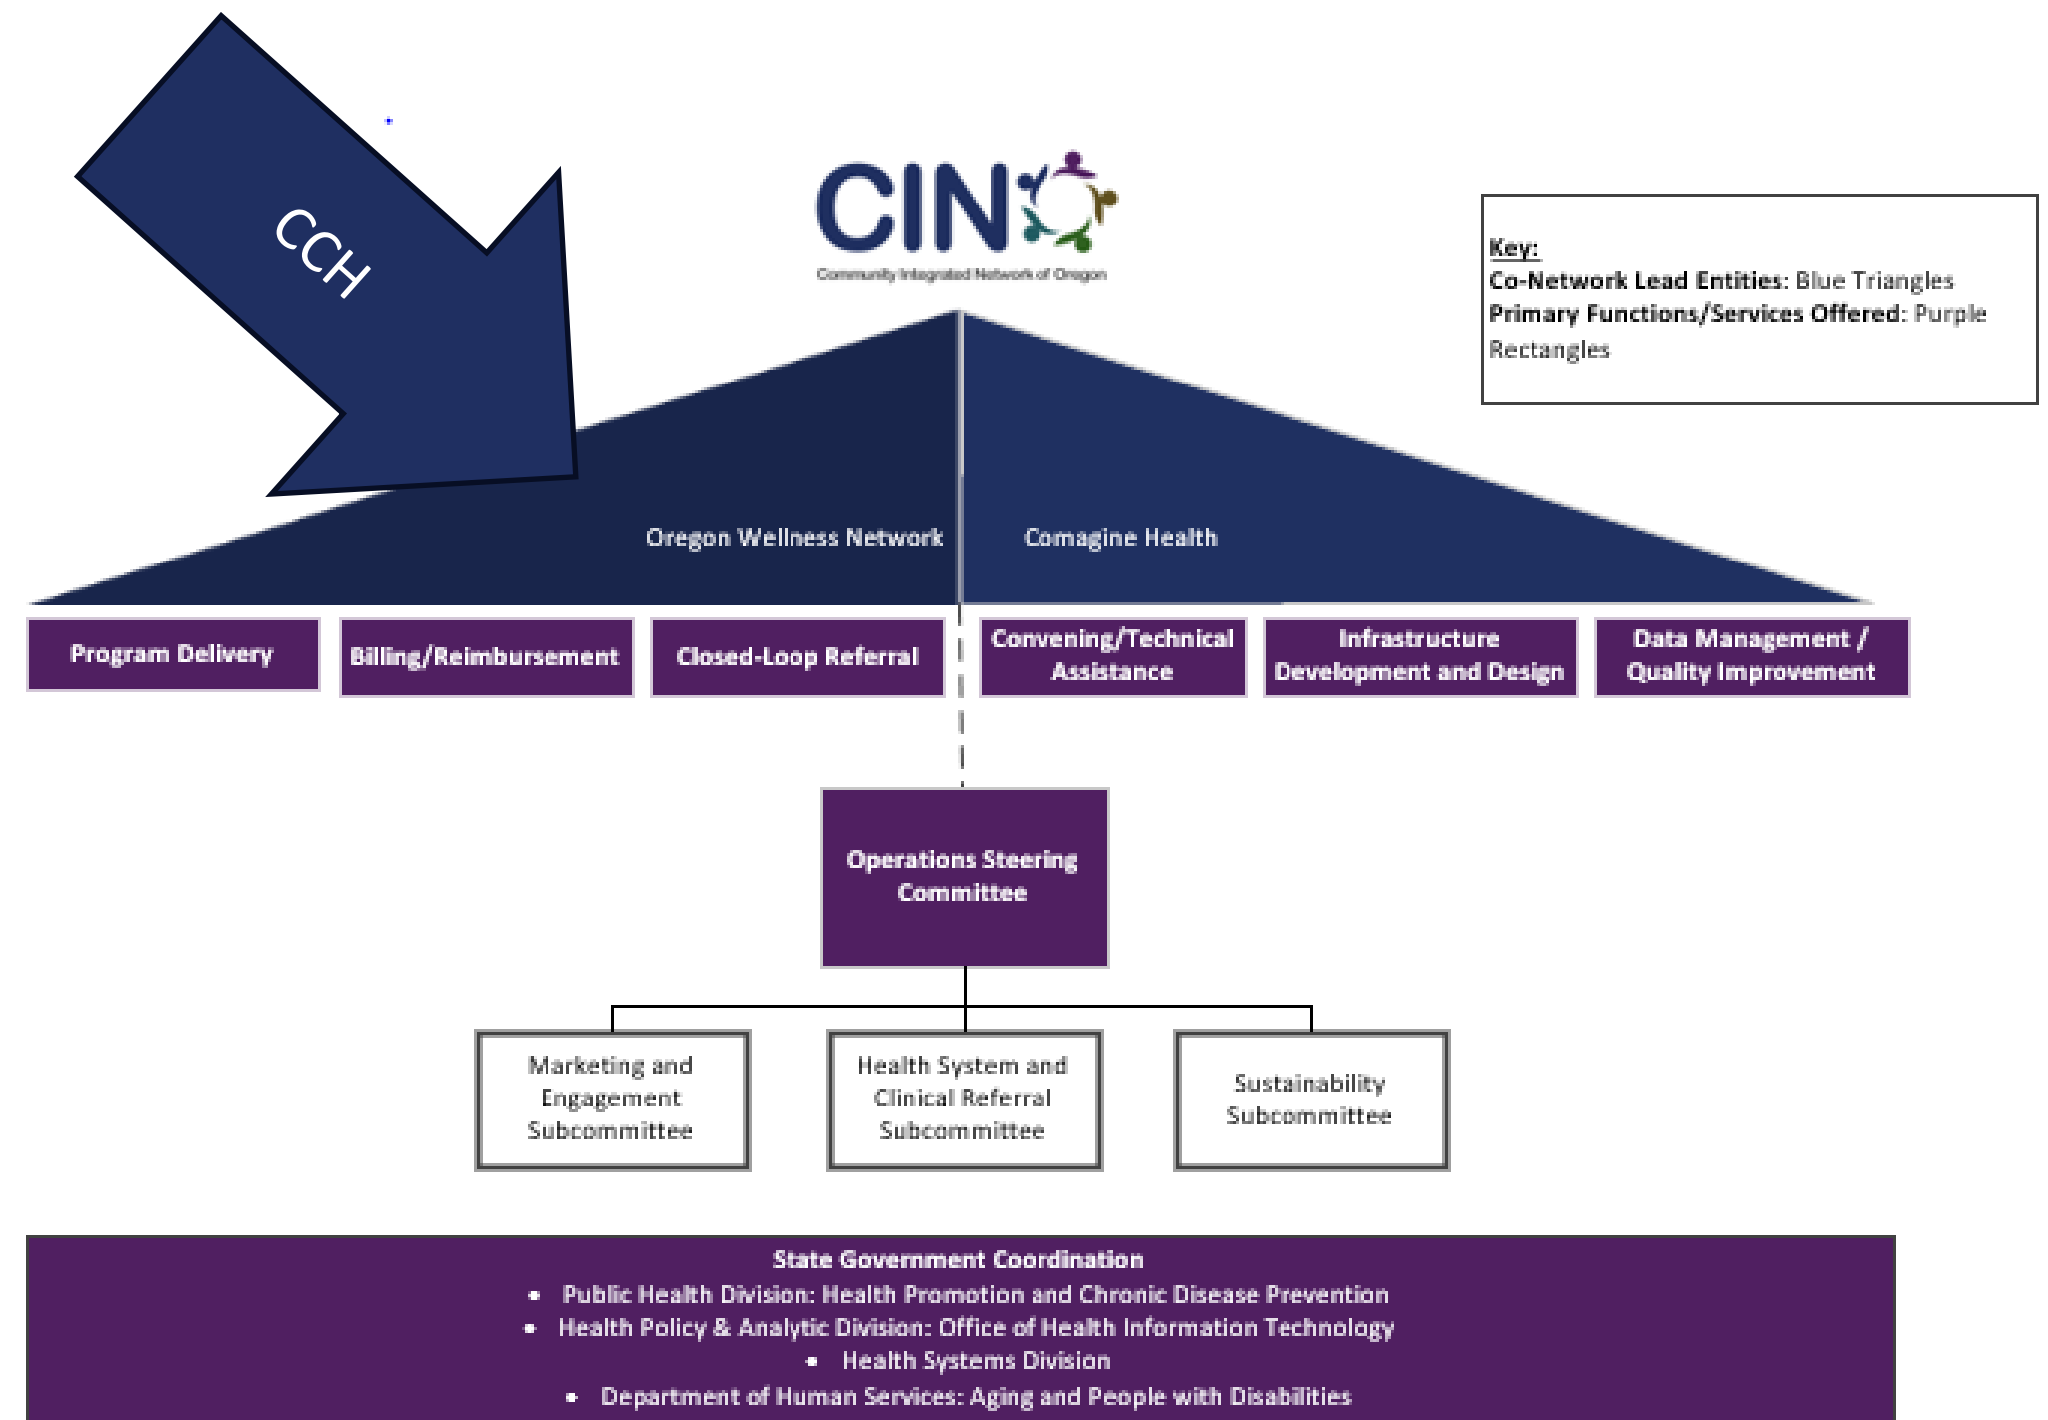 CCH
CIN
Community Integrated Network of Oregon
Key:
Co-Network Lead Entities: Blue Triangles
Primary Functions/Services Offered: Purple
Rectangles
Oregon Wellness Network
Comagine Health
Program Delivery
Billing/Reimbursement
Closed-Loop Referral
Convening/Technical
Assistance
Infrastructure
Development and Design
Data Management /
Quality Improvement
Operations Steering
Committee
Marketing and
Engagement
Subcommittee
Health System and
Clinical Referral
Subcommittee
Sustainability
Subcommittee
State Government Coordination
• Public Health Division: Health Promotion and Chronic Disease Prevention
• Health Policy & Analytic Division: Office of Health Information Technology
• Health Systems Division
• Department of Human Services: Aging and People with Disabilities